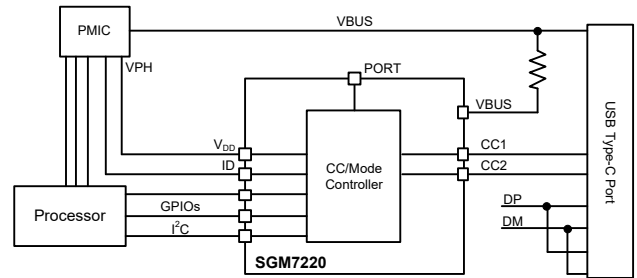 VBUS
PMIC
VPH
PORT
VBUS
V_DD
CC1
ID
CC2
CC/Mode
Controller
USB Type-C Port
Processor
GPIOs
I²C
DP
DM
SGM7220